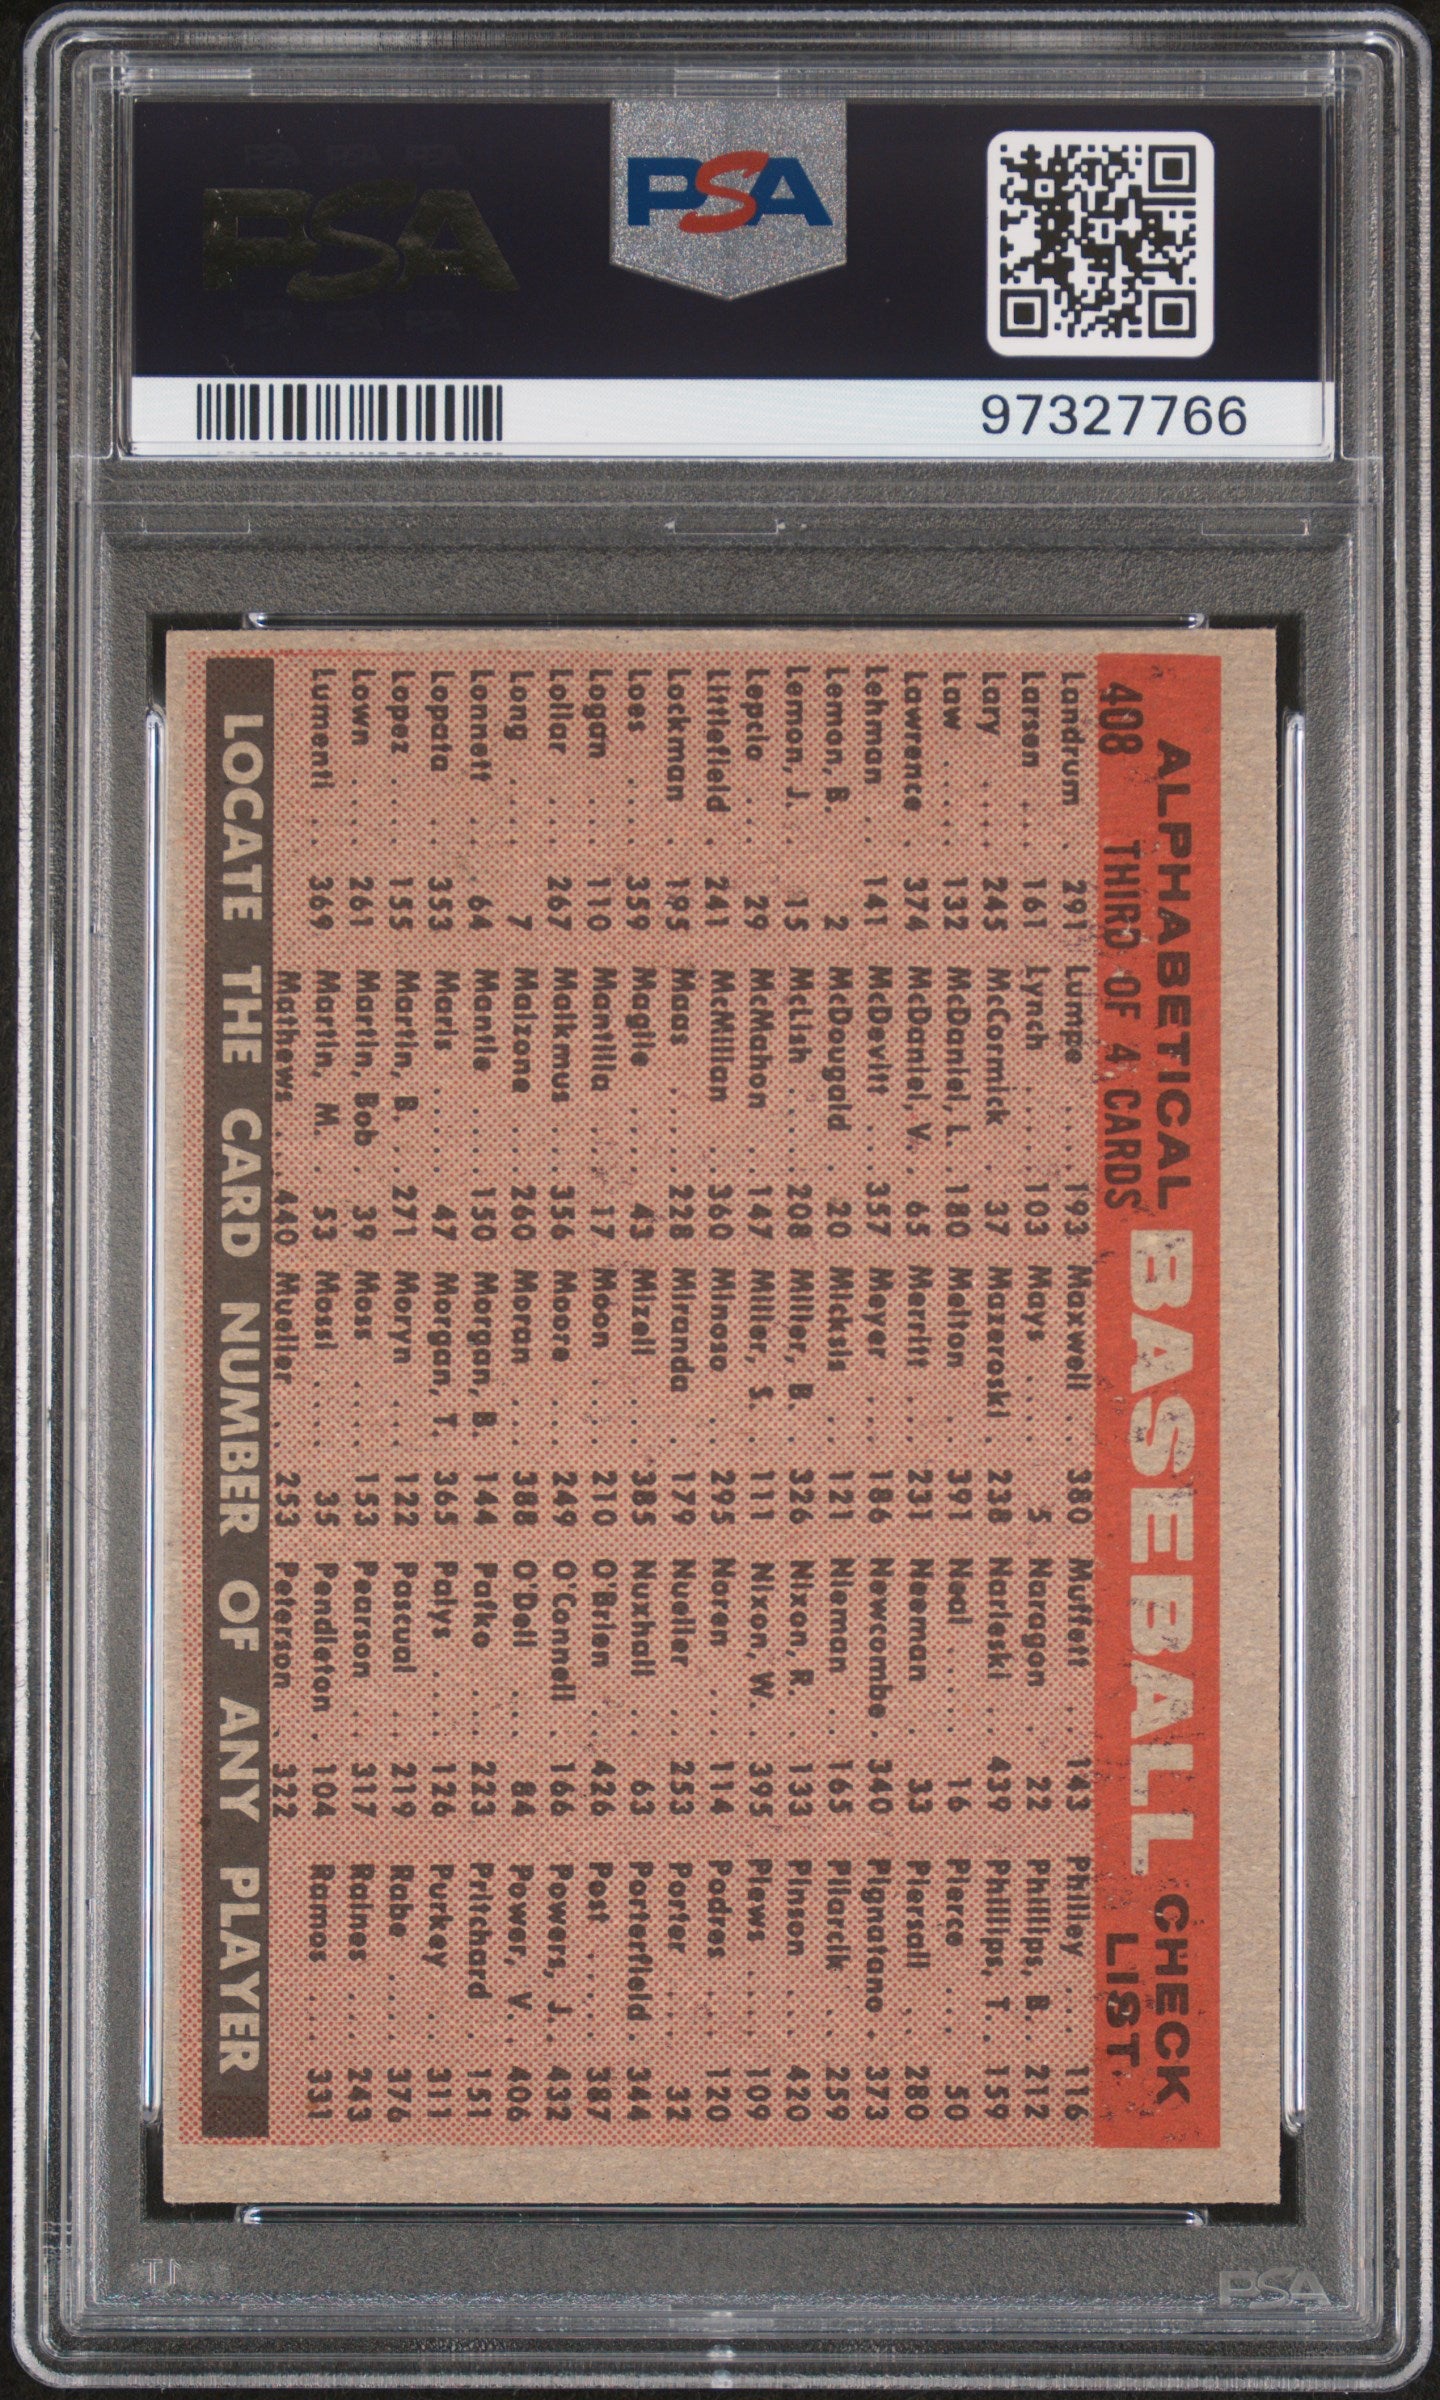 PSA
PSA
97327766
ALPHABETICAL BASEBALL CHECK LIST
408 THIRD OF 4 CARDS
Landrum . 291
Larsen ... 161
Lary .... 245
Law .... 132
Lawrence . 374
Lehman .. 141
Lemon, B. 2
Lemon, J. . 15
Lepcio ... 29
Littlefield . 241
Lockman . 195
Loes .... 359
Logan ... 110
Lollar ... 267
Long .... 7
Lonnett .. 64
Lopata ... 353
Lopez .... 155
Lown .... 261
Lumenti .. 369
Lumpe .... 193
Lynch .... 103
McCormick . 37
McDaniel, L. . 180
McDaniel, V. . 65
McDevitt .. 357
McDougald . 20
McLish .... 208
McMahon .. 147
McMillan .. 360
Maas .... 228
Maglie .... 43
Mantilla ... 17
Malkmus .. 356
Malzone ... 260
Mantle .... 150
Maris ..... 47
Martin, B. .. 271
Martin, Bob . 39
Martin, M. . 53
Mathews ... 440
Maxwell .. 380
Mays .... 5
Mazeroski . 238
Melton ... 391
Merritt ... 231
Meyer .... 186
Micksis ... 121
Miller, B. . 326
Miller, S. . 111
Minoso .. 295
Miranda . 179
Mizell .... 385
Moon .... 210
Moore ... 249
Moran ... 388
Morgan, B. 144
Morgan, T. 365
Moryn ... 122
Moss .... 153
Mossi .... 35
Mueller .. 253
Muffett .. 143
Naragon .. 22
Narleski .. 439
Neal .... 16
Neeman . 33
Newcombe . 340
Nieman .. 165
Nixon, R. . 133
Nixon, W. . 395
Noren ... 114
Nueller ... 253
Nuxhall .. 63
O'Brien .. 426
O'Connell . 166
O'Dell ... 84
Pafko ... 223
Palys .... 126
Pascual .. 219
Pearson .. 317
Pendleton . 104
Peterson . 322
Philley ... 116
Phillips, B. . 212
Phillips, T. . 159
Pierce .... 50
Piersall .. 280
Pignatano . 373
Pilarcik .. 259
Pinson ... 420
Plews .... 109
Podres ... 120
Porter ... 32
Porterfield . 344
Post .... 387
Powers, J. . 432
Power, V. . 406
Pritchard . 151
Purkey ... 311
Rabe .... 376
Raines ... 243
Ramos ... 331
LOCATE THE CARD NUMBER OF ANY PLAYER
PSA